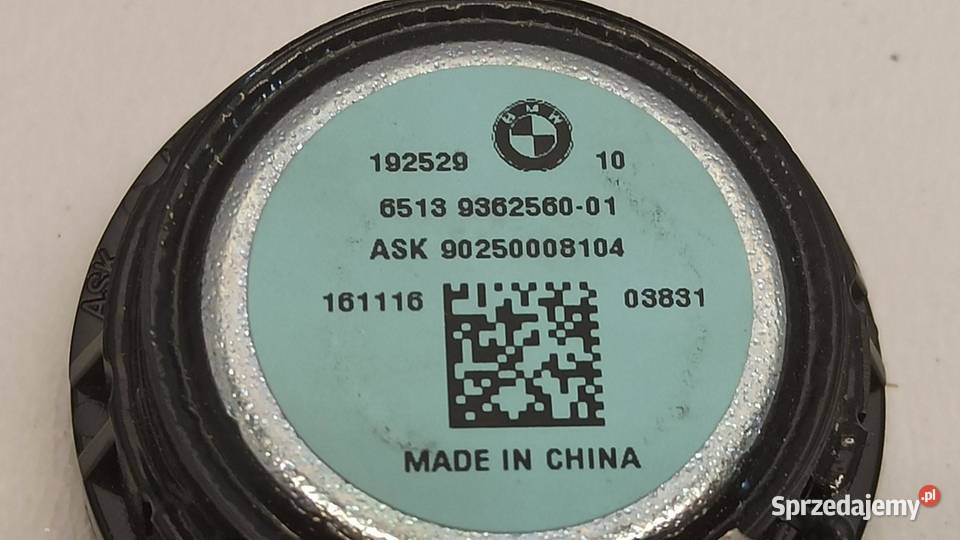 BMW
192529 10
6513 9362560-01
ASK 90250008104
161116 03831
MADE IN CHINA
ASK
Sprzedajemy.pl